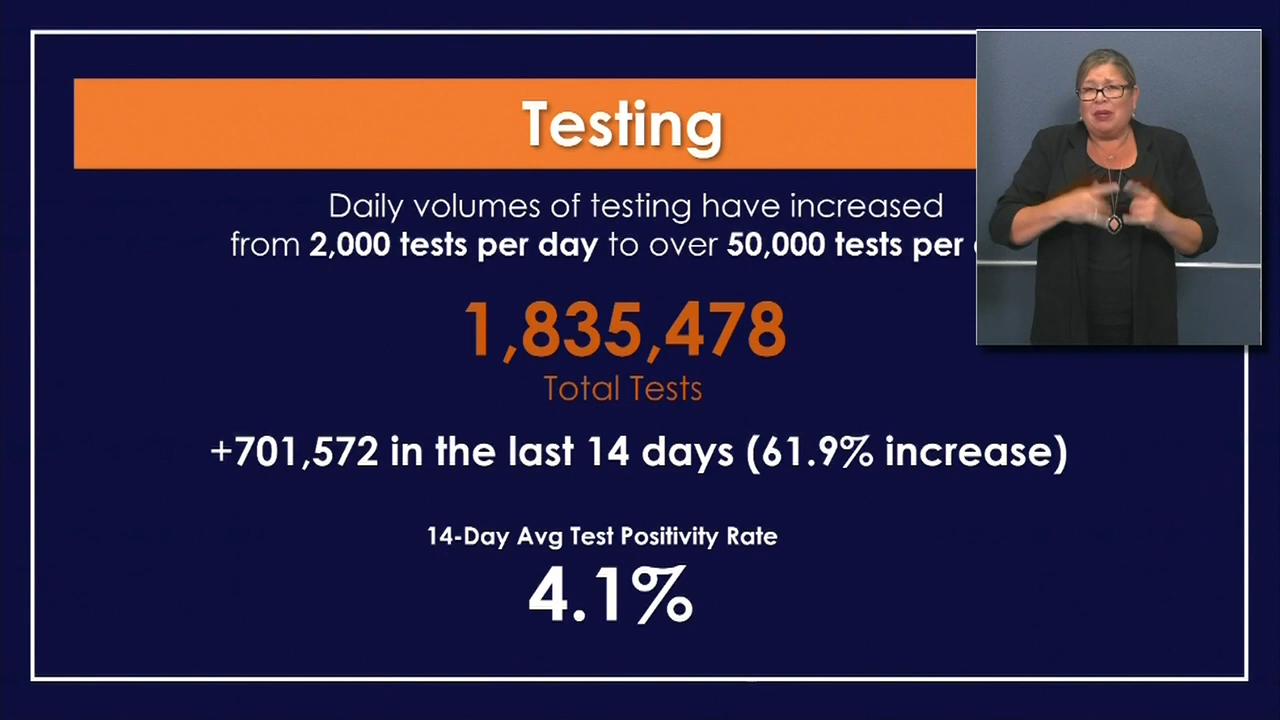 Testing
Daily volumes of testing have increased
from 2,000 tests per day to over 50,000 tests per
1,835,478
Total Tests
+701,572 in the last 14 days (61.9% increase)
14-Day Avg Test Positivity Rate
4.1%